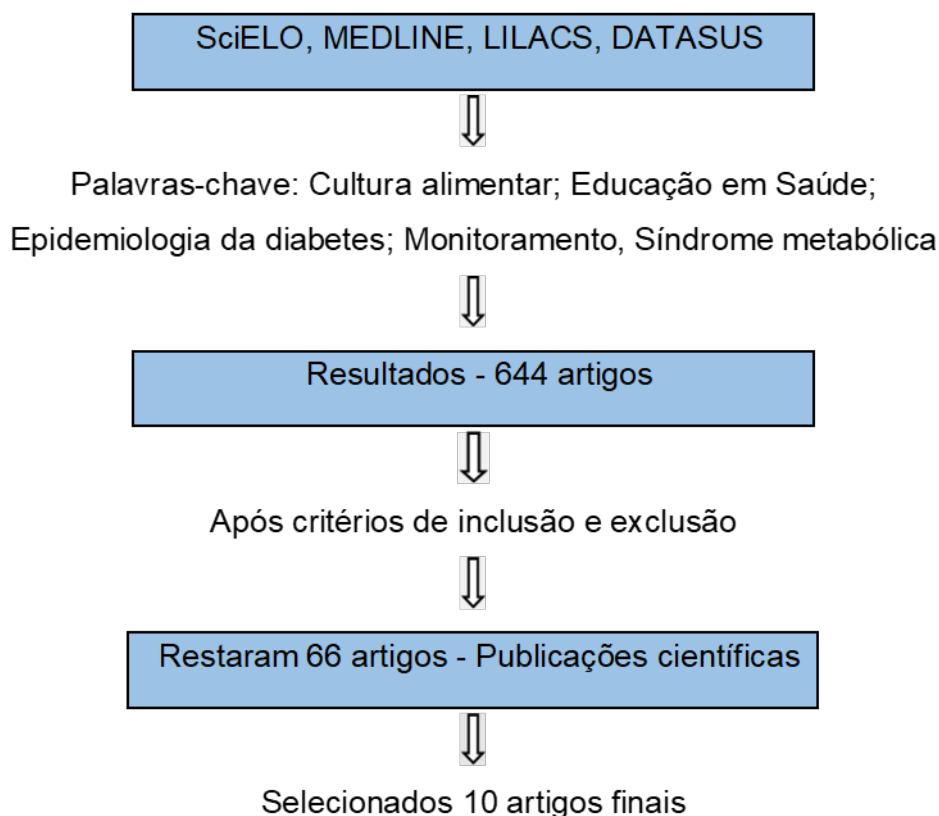 SciELO, MEDLINE, LILACS, DATASUS
Palavras-chave: Cultura alimentar; Educação em Saúde;
Epidemiologia da diabetes; Monitoramento, Síndrome metabólica
Resultados - 644 artigos
Após critérios de inclusão e exclusão
Restaram 66 artigos - Publicações científicas
Selecionados 10 artigos finais